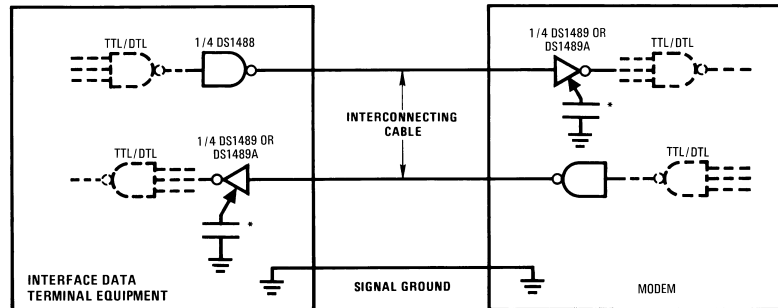 TTL/DTL
1/4 DS1488
1/4 DS1489 OR
DS1489A
TTL/DTL
*
INTERCONNECTING
CABLE
TTL/DTL
1/4 DS1489 OR
DS1489A
TTL/DTL
*
INTERFACE DATA
TERMINAL EQUIPMENT
SIGNAL GROUND
MODEM